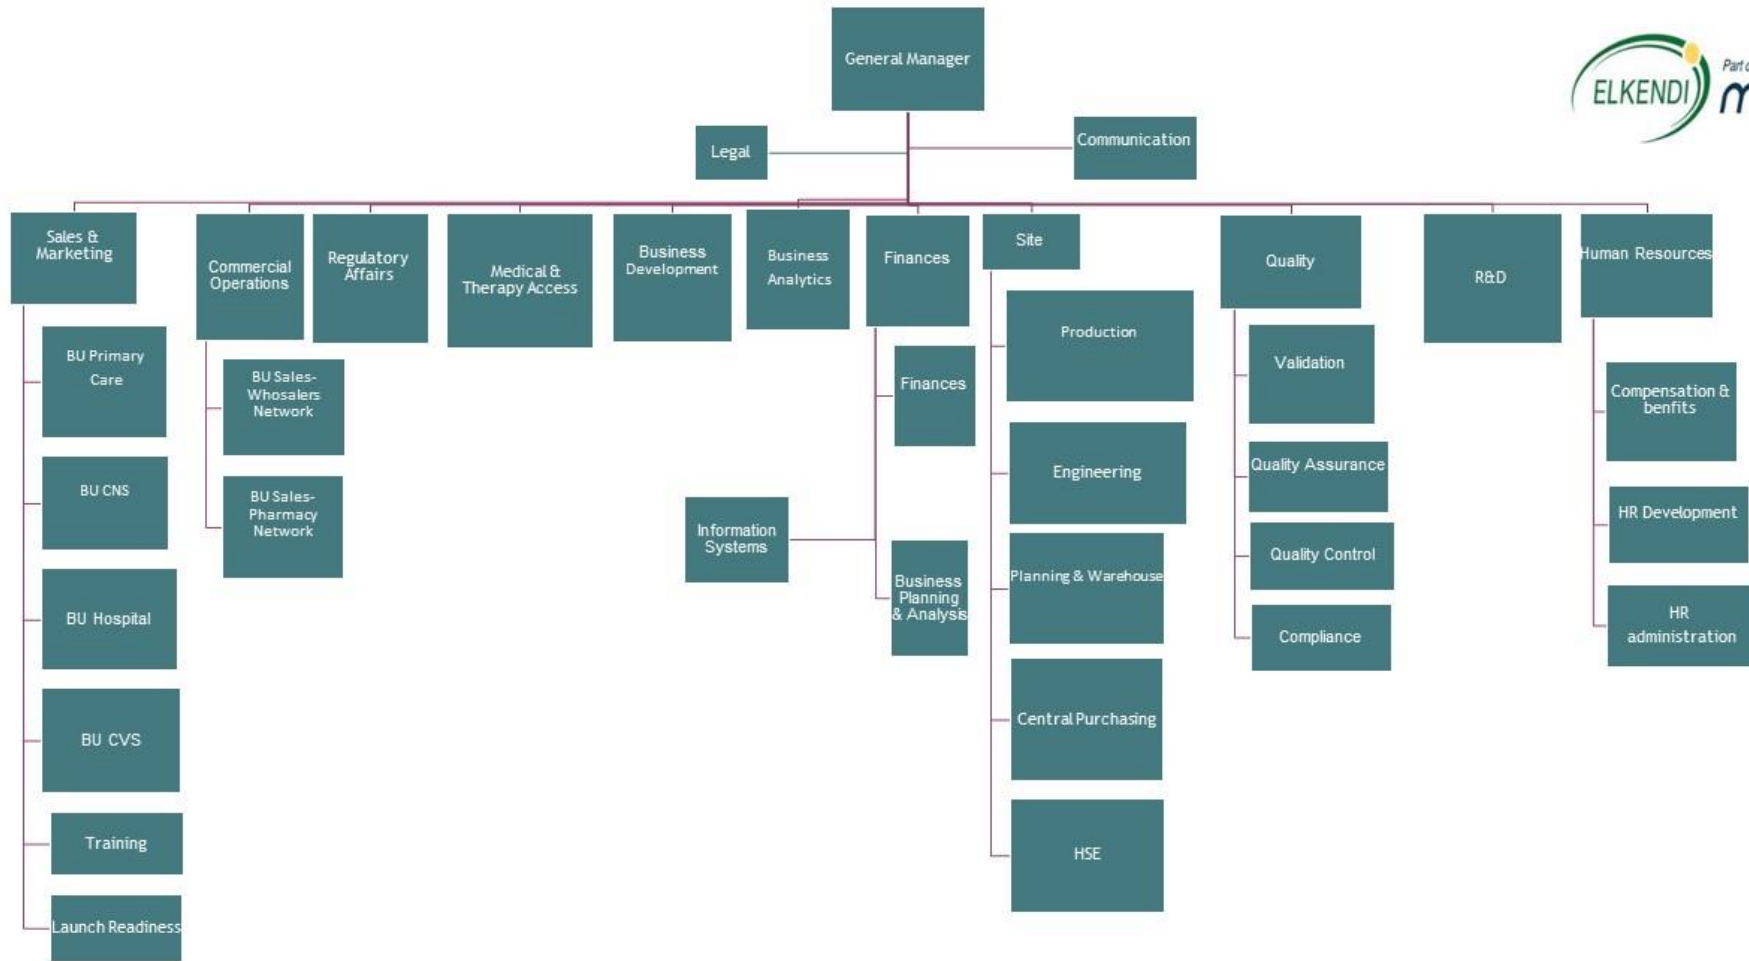 General Manager
ELKENDI
Part
Legal
Communication
Sales &
Marketing
Commercial
Operations
Regulatory
Affairs
Medical &
Therapy Access
Business
Development
Business
Analytics
Finances
Site
Quality
R&D
Human Resources
BU Primary
Care
BU CNS
BU Hospital
BU CVS
Training
Launch Readiness
BU Sales-
Whosalers
Network
BU Sales-
Pharmacy
Network
Finances
Information
Systems
Business
Planning
& Analysis
Production
Engineering
Planning & Warehouse
Central Purchasing
HSE
Validation
Quality Assurance
Quality Control
Compliance
Compensation &
benfits
HR Development
HR
administration